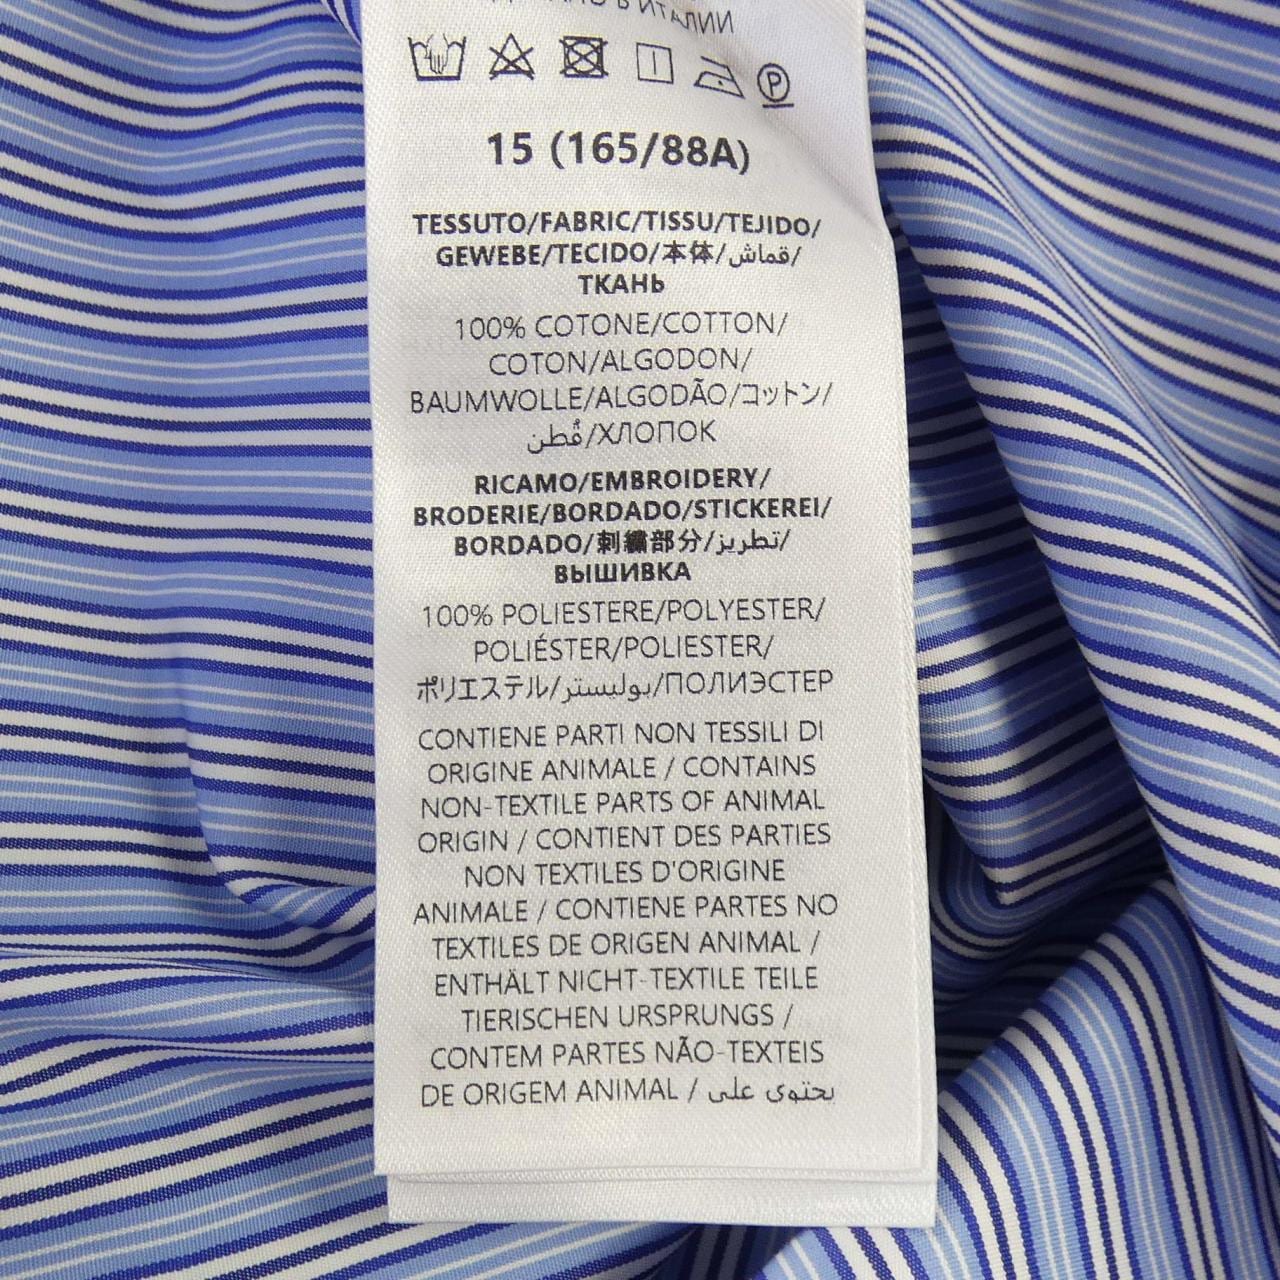 В ИТАЛИИ
P
15 (165/88A)
TESSUTO/FABRIC/TISSU/TEJIDO/
GEWEBE/TECIDO/本体/قماش/
ТКАНЬ
100% COTONE/COTTON/
COTON/ALGODON/
BAUMWOLLE/ALGODÃO/コットン/
قُطن/ХЛОПОК
RICAMO/EMBROIDERY/
BRODERIE/BORDADO/STICKEREI/
BORDADO/刺繍部分/تطريز/
ВЫШИВКА
100% POLIESTERE/POLYESTER/
POLIÉSTER/POLIESTER/
ポリエステル/بوليستر/ПОЛИЭСТЕР
CONTIENE PARTI NON TESSILI DI
ORIGINE ANIMALE / CONTAINS
NON-TEXTILE PARTS OF ANIMAL
ORIGIN / CONTIENT DES PARTIES
NON TEXTILES D'ORIGINE
ANIMALE / CONTIENE PARTES NO
TEXTILES DE ORIGEN ANIMAL /
ENTHÄLT NICHT-TEXTILE TEILE
TIERISCHEN URSPRUNGS /
CONTEM PARTES NÃO-TEXTEIS
DE ORIGEM ANIMAL / يحتوى على